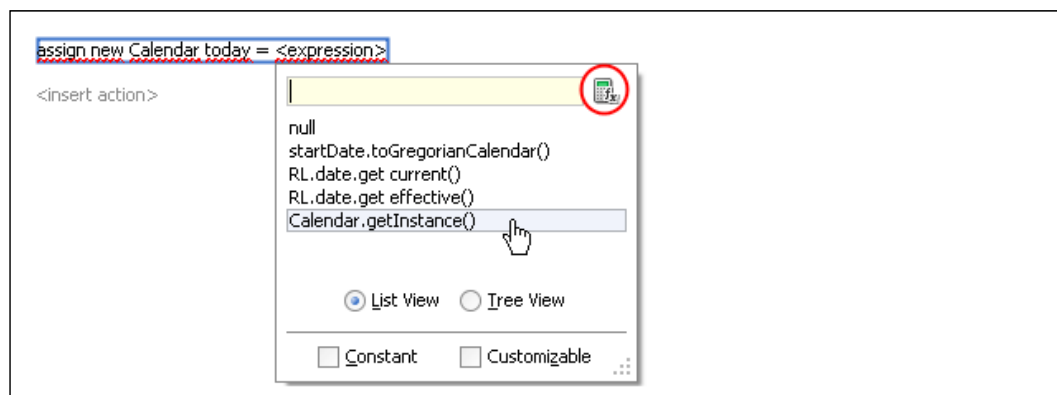 assign new Calendar today = <expression>
<insert action>
null
startDate.toGregorianCalendar()
RL.date.get current()
RL.date.get effective()
Calendar.getInstance()
List View Tree View
Constant Customizable